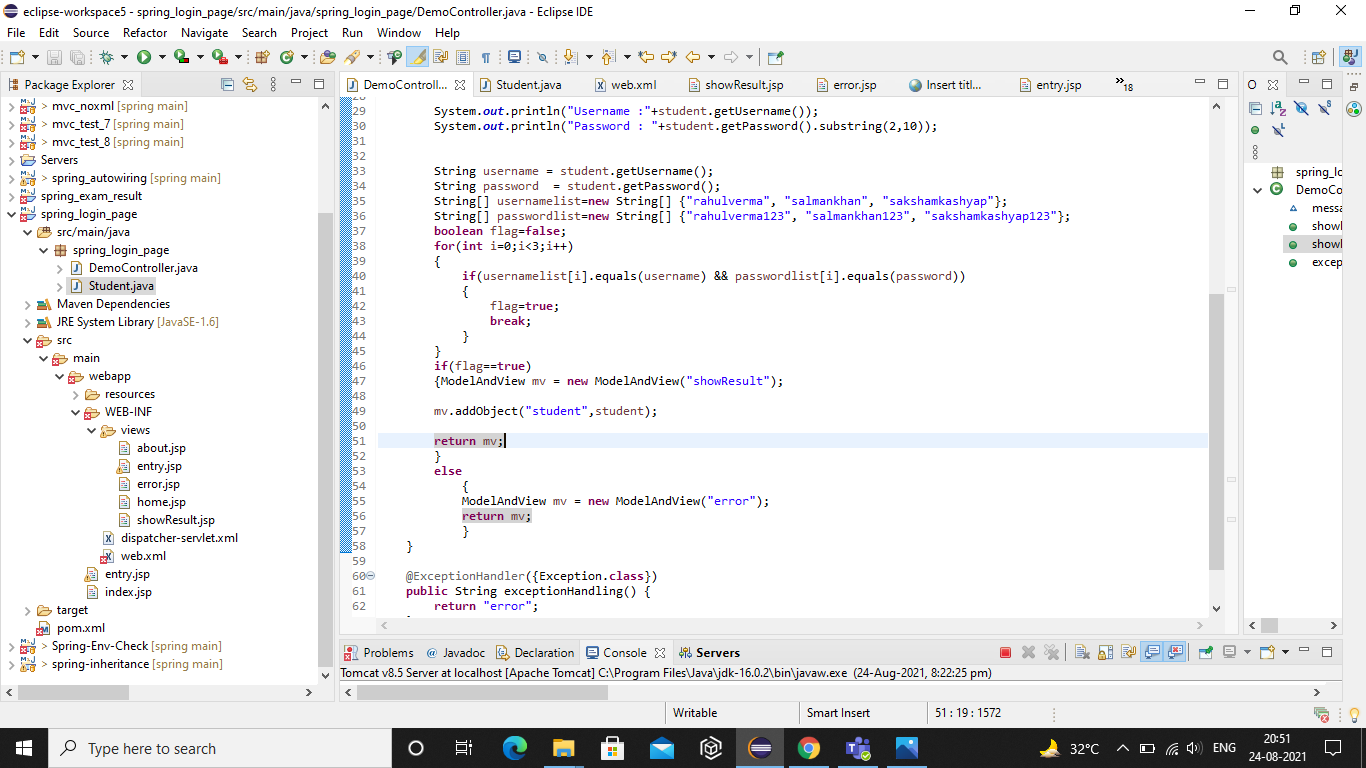 eclipse-workspace5 - spring_login_page/src/main/java/spring_login_page/DemoController.java - Eclipse IDE
File Edit Source Refactor Navigate Search Project Run Window Help
Package Explorer
DemoControll...
Student.java
web.xml
showResult.jsp
error.jsp
Insert titl...
entry.jsp
»18
O
> mvc_noxml [spring main]
> mvc_test_7 [spring main]
> mvc_test_8 [spring main]
Servers
> spring_autowiring [spring main]
spring_exam_result
spring_login_page
src/main/java
spring_login_page
DemoController.java
Student.java
Maven Dependencies
JRE System Library [JavaSE-1.6]
src
main
webapp
resources
WEB-INF
views
about.jsp
entry.jsp
error.jsp
home.jsp
showResult.jsp
dispatcher-servlet.xml
web.xml
entry.jsp
index.jsp
target
pom.xml
> Spring-Env-Check [spring main]
> spring-inheritance [spring main]
29 System.out.println("Username :"+student.getUsername());
30 System.out.println("Password : "+student.getPassword().substring(2,10));
31
32
33 String username = student.getUsername();
34 String password = student.getPassword();
35 String[] usernamelist=new String[] {"rahulverma", "salmankhan", "sakshamkashyap"};
36 String[] passwordlist=new String[] {"rahulverma123", "salmankhan123", "sakshamkashyap123"};
37 boolean flag=false;
38 for(int i=0;i<3;i++)
39 {
40 if(usernamelist[i].equals(username) && passwordlist[i].equals(password))
41 {
42 flag=true;
43 break;
44 }
45 }
46 if(flag==true)
47 {ModelAndView mv = new ModelAndView("showResult");
48
49 mv.addObject("student",student);
50
51 return mv;
52 }
53 else
54 {
55 ModelAndView mv = new ModelAndView("error");
56 return mv;
57 }
58 }
59
60 @ExceptionHandler({Exception.class})
61 public String exceptionHandling() {
62 return "error";
spring_lo
DemoCo
messa
showl
showl
excep
Problems
@ Javadoc
Declaration
Console
Servers
Tomcat v8.5 Server at localhost [Apache Tomcat] C:\Program Files\Java\jdk-16.0.2\bin\javaw.exe (24-Aug-2021, 8:22:25 pm)
Writable
Smart Insert
51 : 19 : 1572
Type here to search
32°C
ENG
20:51
24-08-2021